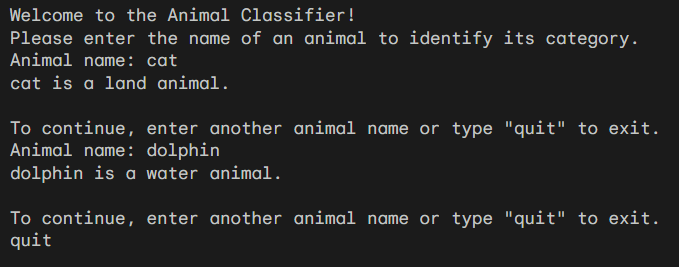 Welcome to the Animal Classifier!
Please enter the name of an animal to identify its category.
Animal name: cat
cat is a land animal.
To continue, enter another animal name or type "quit" to exit.
Animal name: dolphin
dolphin is a water animal.
To continue, enter another animal name or type "quit" to exit.
quit